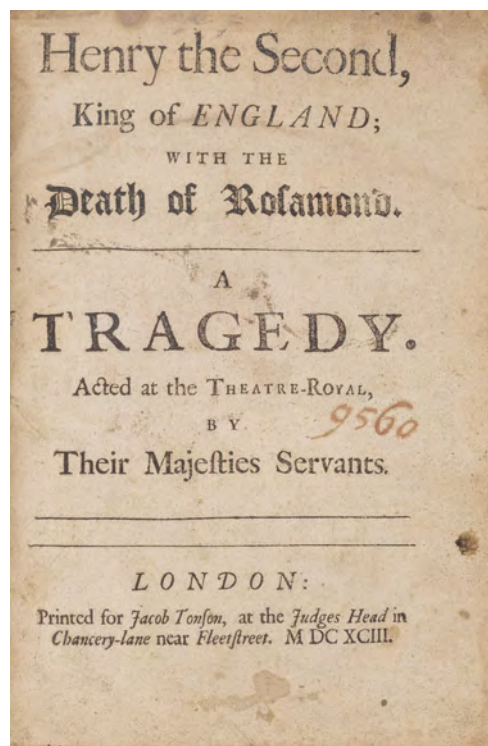 Henry the Second,
King of ENGLAND;
WITH THE
Death of Roſamond.
A
TRAGEDY.
Acted at the THEATRE-ROYAL,
BY
9560
Their Majeſties Servants.
LONDON:
Printed for Jacob Tonſon, at the Judges Head in
Chancery-lane near Fleetſtreet. M DC XCIII.